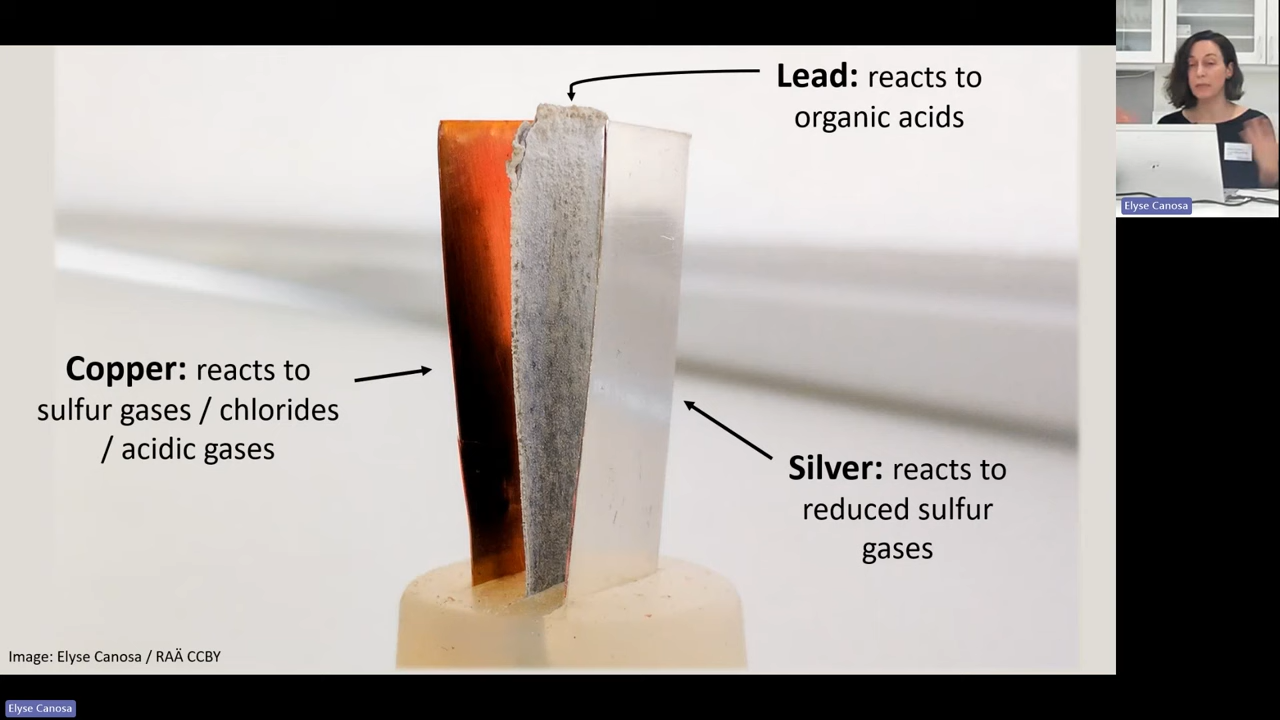 Lead: reacts to
organic acids
Copper: reacts to
sulfur gases / chlorides
/ acidic gases
Silver: reacts to
reduced sulfur
gases
Image: Elyse Canosa / RAÄ CCBY
Elyse Canosa
Elyse Canosa